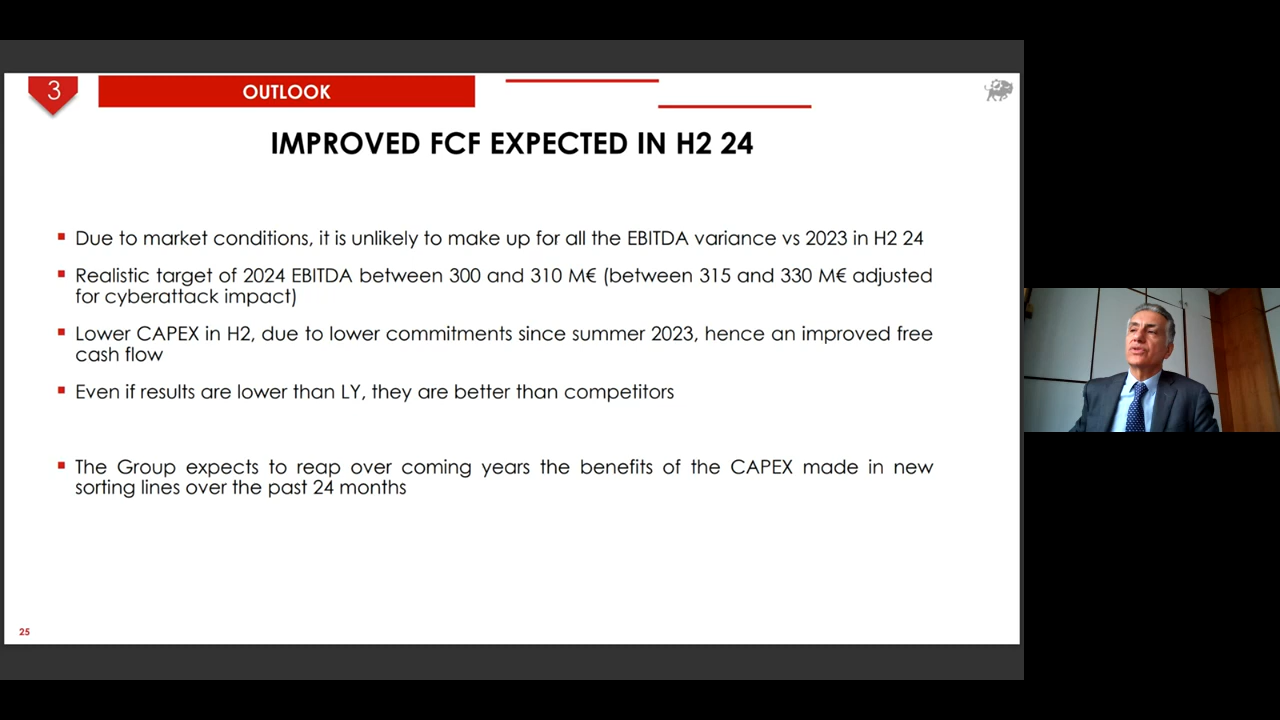 3
OUTLOOK
IMPROVED FCF EXPECTED IN H2 24
▪ Due to market conditions, it is unlikely to make up for all the EBITDA variance vs 2023 in H2 24
▪ Realistic target of 2024 EBITDA between 300 and 310 M€ (between 315 and 330 M€ adjusted
for cyberattack impact)
▪ Lower CAPEX in H2, due to lower commitments since summer 2023, hence an improved free
cash flow
▪ Even if results are lower than LY, they are better than competitors
▪ The Group expects to reap over coming years the benefits of the CAPEX made in new
sorting lines over the past 24 months
25